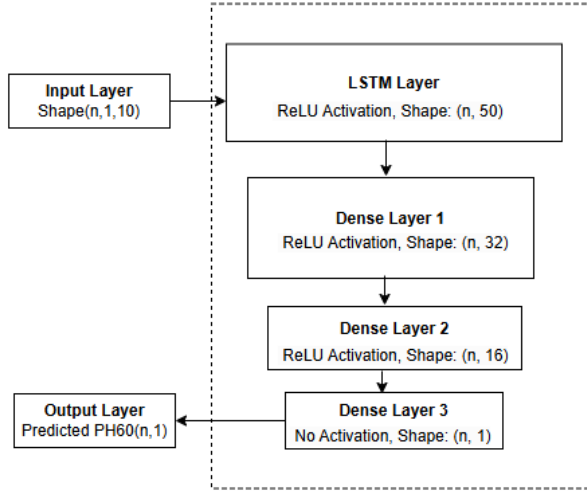 Input Layer
Shape(n,1,10)
LSTM Layer
ReLU Activation, Shape: (n, 50)
Dense Layer 1
ReLU Activation, Shape: (n, 32)
Dense Layer 2
ReLU Activation, Shape: (n, 16)
Dense Layer 3
No Activation, Shape: (n, 1)
Output Layer
Predicted PH60(n,1)